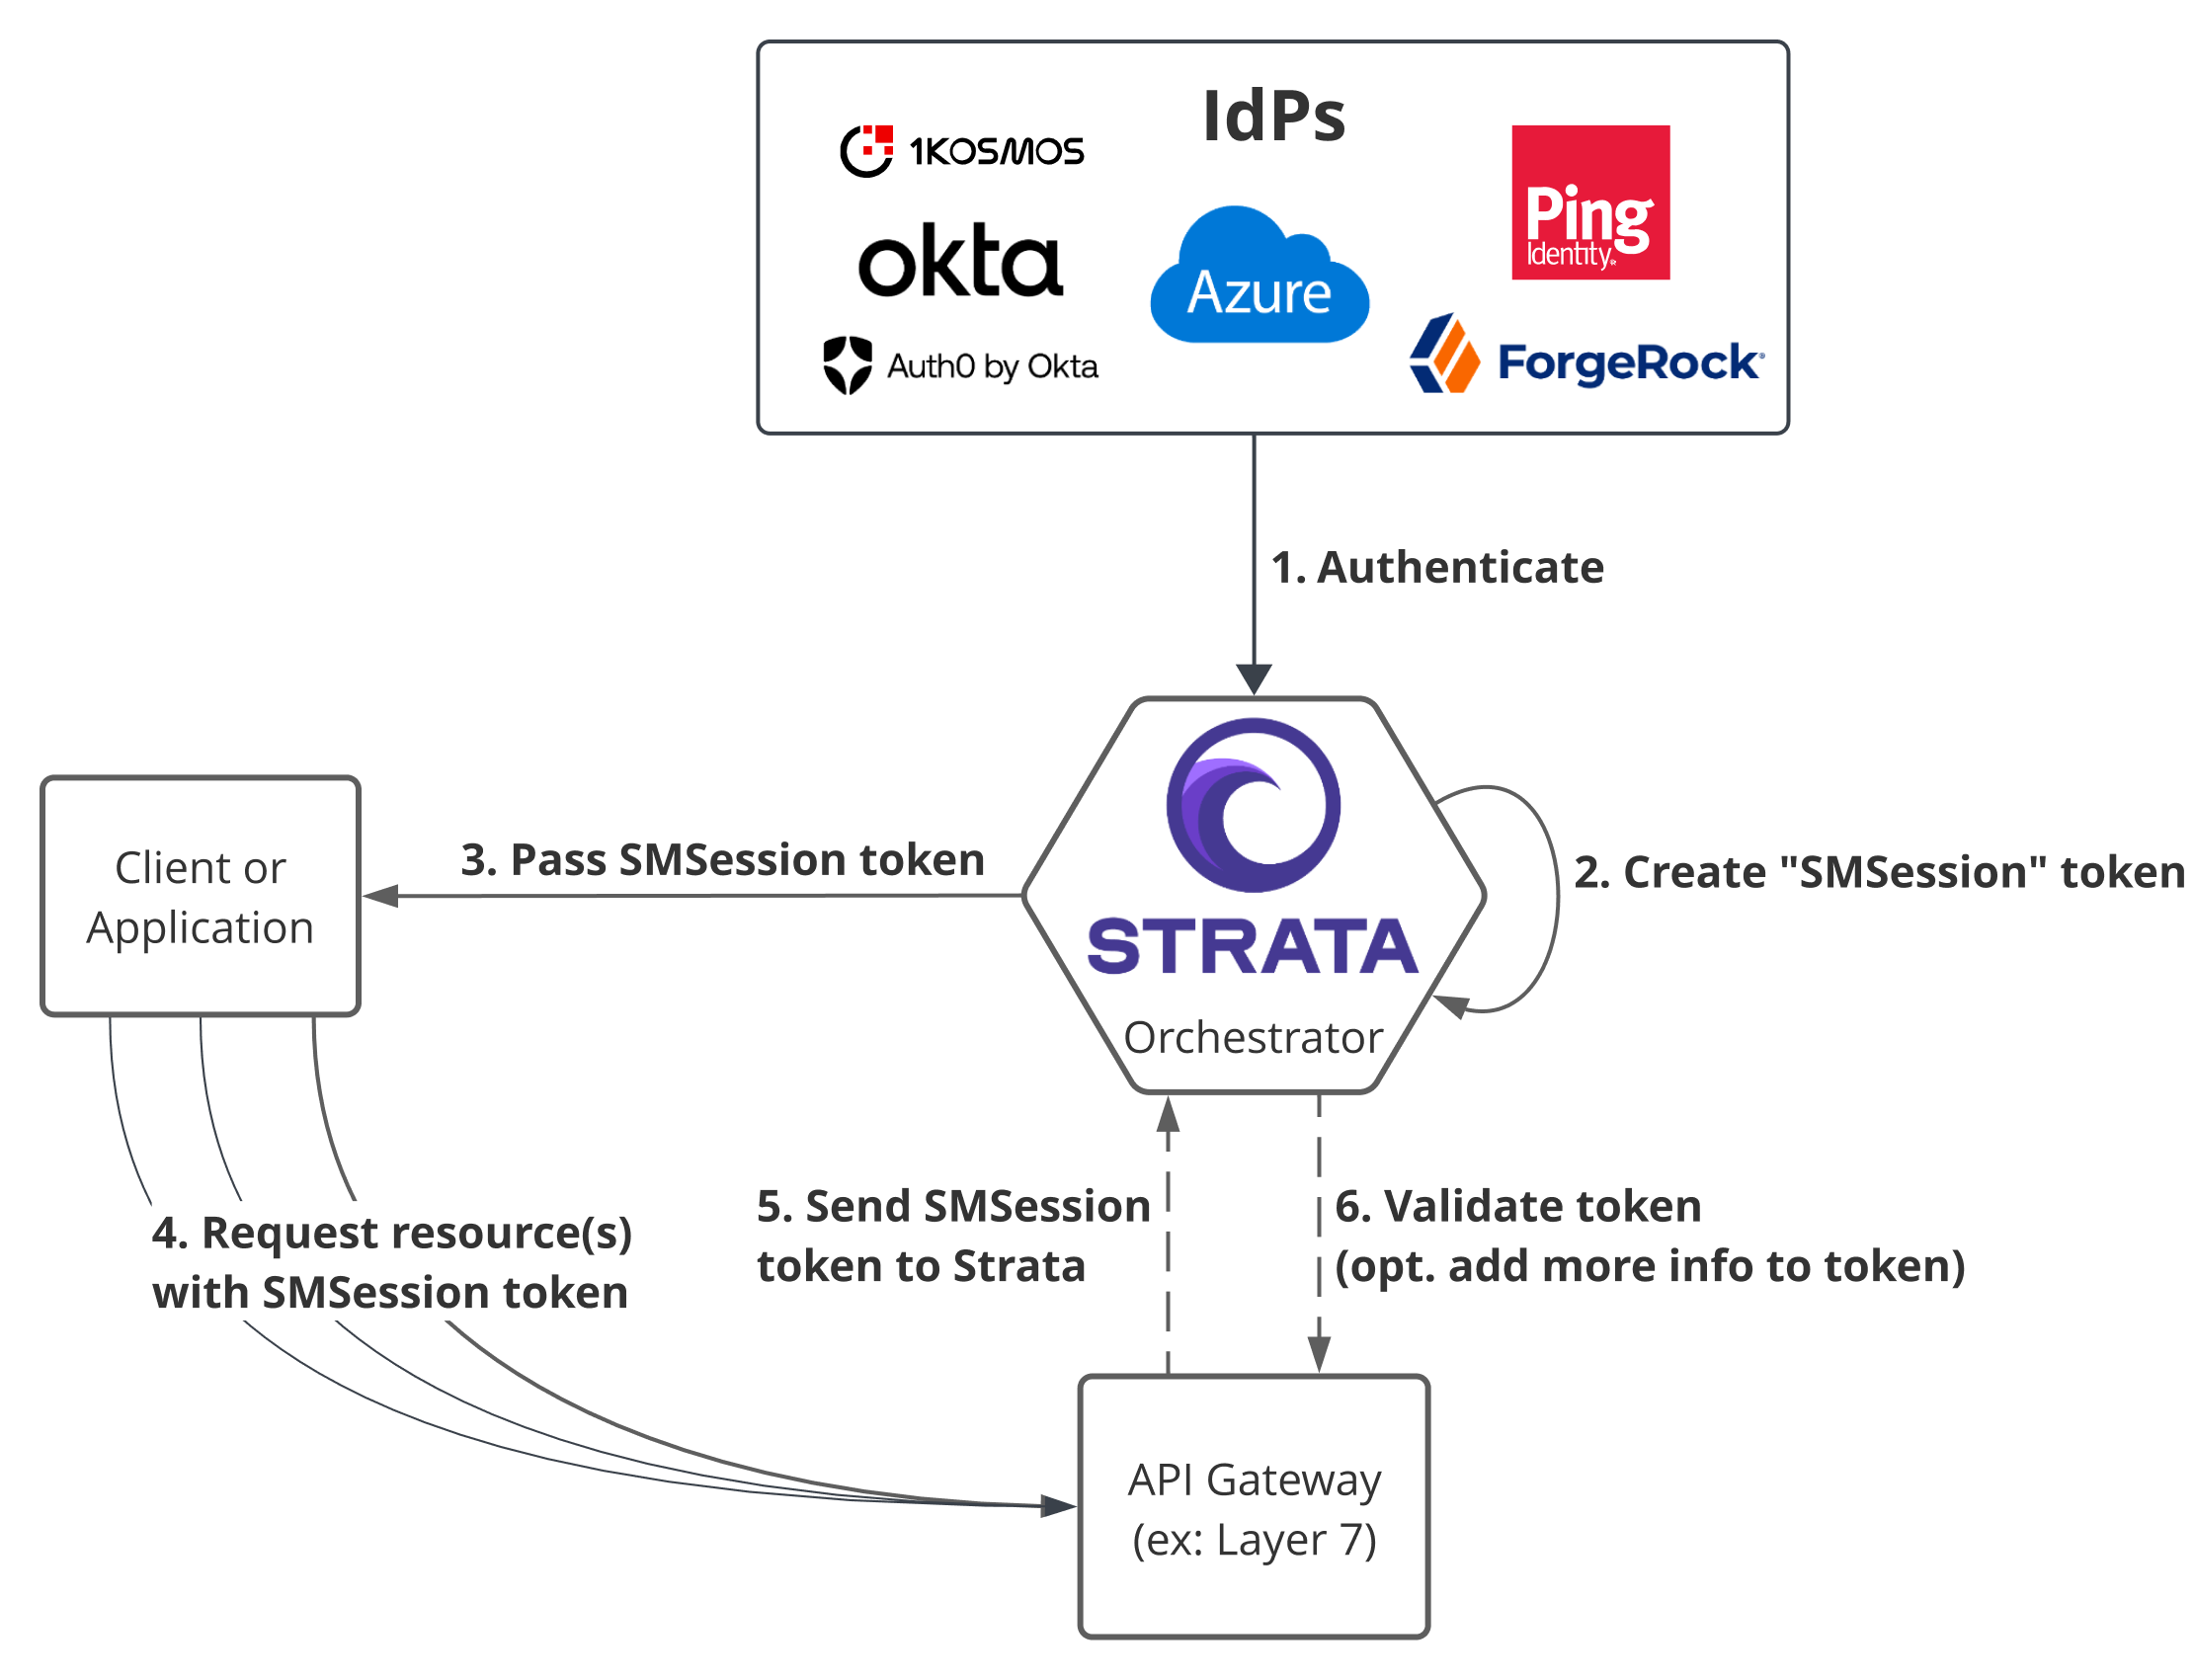 IdPs
1KOSMOS
okta
Auth0 by Okta
Azure
Ping
Identity®
ForgeRock®
1. Authenticate
STRATA
Orchestrator
2. Create "SMSession" token
3. Pass SMSession token
Client or
Application
4. Request resource(s)
with SMSession token
5. Send SMSession
token to Strata
6. Validate token
(opt. add more info to token)
API Gateway
(ex: Layer 7)